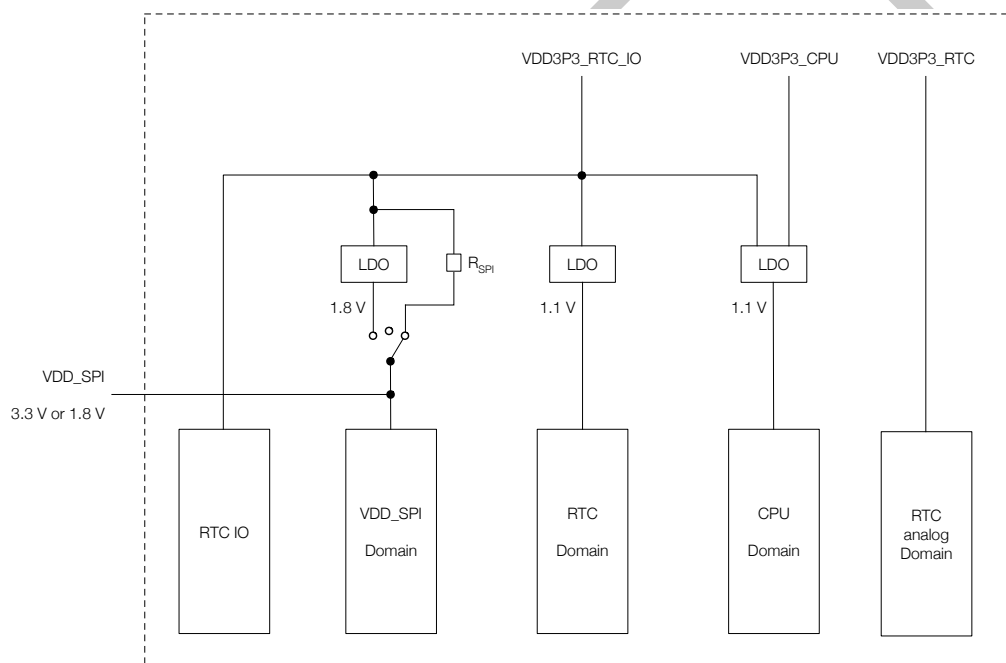 VDD3P3_RTC_IO
VDD3P3_CPU
VDD3P3_RTC
LDO
R_SPI
LDO
LDO
1.8 V
1.1 V
1.1 V
VDD_SPI
3.3 V or 1.8 V
RTC IO
VDD_SPI
Domain
RTC
Domain
CPU
Domain
RTC
analog
Domain